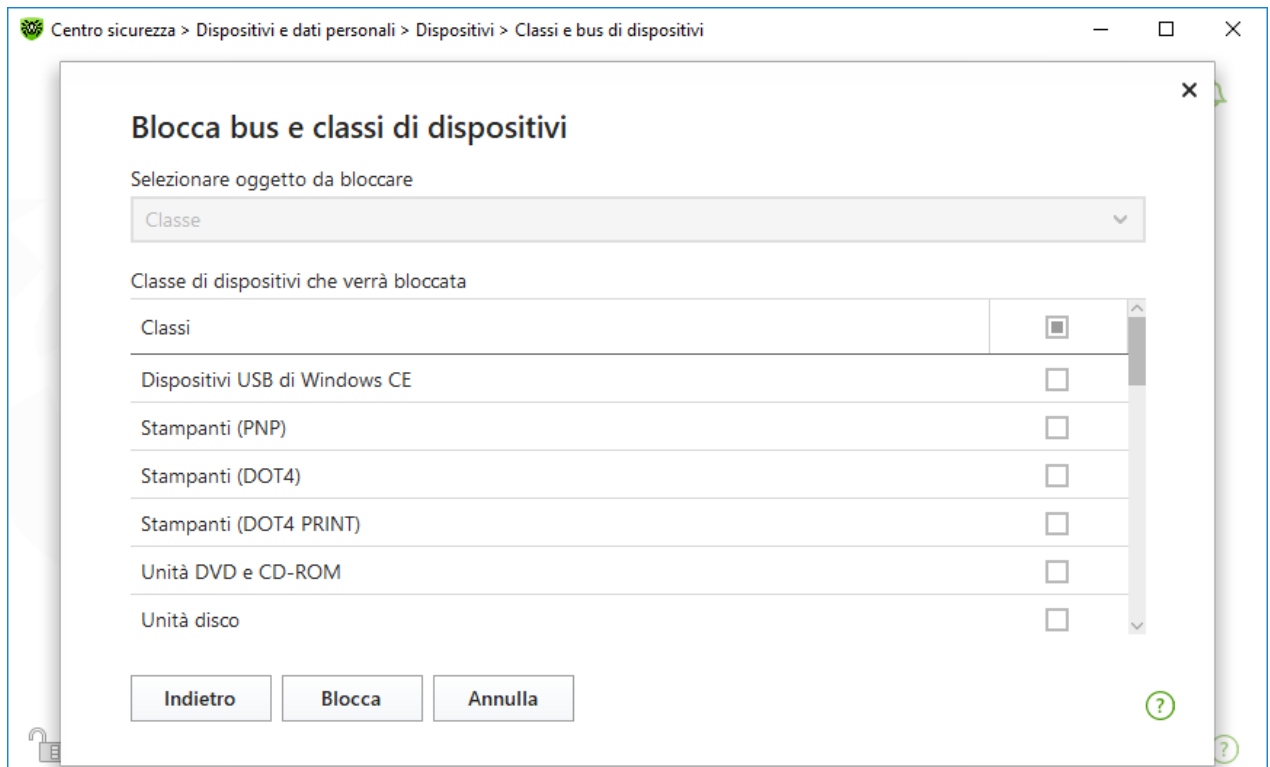 Centro sicurezza > Dispositivi e dati personali > Dispositivi > Classi e bus di dispositivi
Blocca bus e classi di dispositivi
Selezionare oggetto da bloccare
Classe
Classe di dispositivi che verrà bloccata
Classi
Dispositivi USB di Windows CE
Stampanti (PNP)
Stampanti (DOT4)
Stampanti (DOT4 PRINT)
Unità DVD e CD-ROM
Unità disco
Indietro Blocca Annulla
?
?